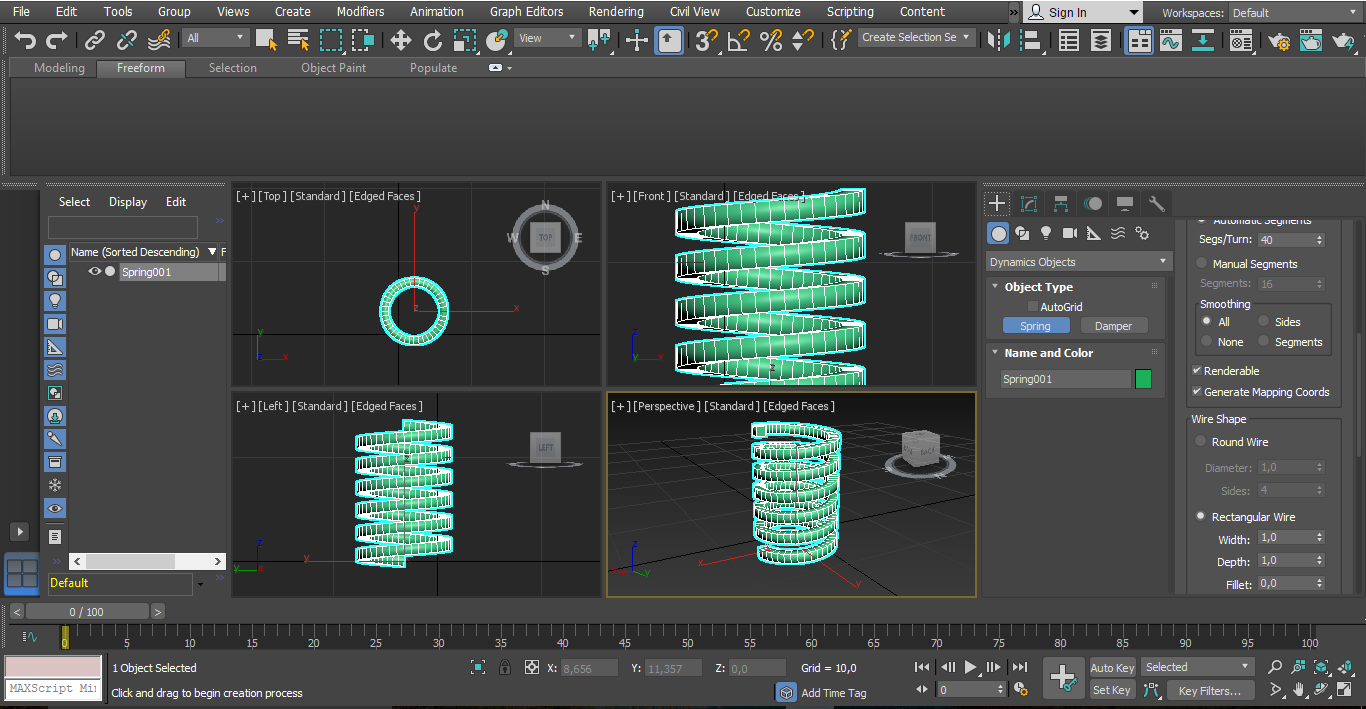 File Edit Tools Group Views Create Modifiers Animation Graph Editors Rendering Civil View Customize Scripting Content » Sign In Workspaces: Default
All View Create Selection Se
Modeling Freeform Selection Object Paint Populate
Select Display Edit
Name (Sorted Descending) F
Spring001
Default
[+] [Top] [Standard] [Edged Faces]
N
W TOP E
S
y
z x
y
z x
[+] [Front] [Standard] [Edged Faces]
FRONT
z
z
y x
[+] [Left] [Standard] [Edged Faces]
LEFT
z
y
z
y x
[+] [Perspective] [Standard] [Edged Faces]
BACK
x
y
z
y
Dynamics Objects
Object Type
AutoGrid
Spring Damper
Name and Color
Spring001
Automatic Segments
Segs/Turn: 40
Manual Segments
Segments: 16
Smoothing
All Sides
None Segments
Renderable
Generate Mapping Coords
Wire Shape
Round Wire
Diameter: 1,0
Sides: 4
Rectangular Wire
Width: 1,0
Depth: 1,0
Fillet: 0,0
< 0 / 100 >
0 5 10 15 20 25 30 35 40 45 50 55 60 65 70 75 80 85 90 95 100
1 Object Selected X: 8,656 Y: 11,357 Z: 0,0 Grid = 10,0 Auto Key Selected
MAXScript Mi Click and drag to begin creation process Add Time Tag 0 Set Key Key Filters...